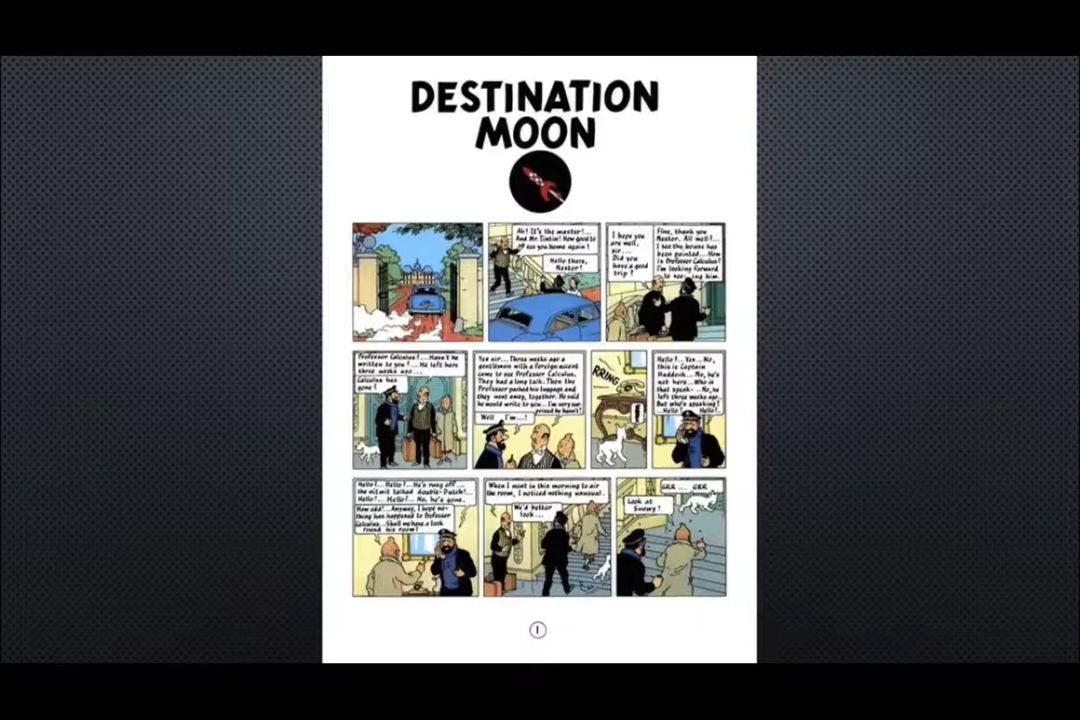 DESTINATION
MOON
Ah! It's the master!...
And Mr. Tintin! How good to
see you home again!
Hello there,
Nestor!
I hope you
are well,
sir...
Did you
have a good
trip?
Fine, thank you
Nestor. All well?...
I see the house has
been painted... How
is Professor Calculus?
I'm looking forward
to seeing him.
Professor Calculus?... Hasn't he
written to you?... He left here
three weeks ago...
Calculus has
gone?
Yes sir... Three weeks ago a
gentleman with a foreign accent
came to see Professor Calculus.
They had a long talk. Then the
Professor packed his luggage and
they went away, together. He said
he would write to you... I'm very sur-
prised he hasn't!
Well I'm...!
RRING
Hello?... Yes... No,
this is Captain
Haddock... No, he's
not here... Who is
that speak-... No, he
left three weeks ago...
But who's speaking?
Hello? Hello!
Hello!... Hello!... He's rung off...
the nitwit talked double-Dutch!...
Hello!... Hello!... No, he's gone.
How odd!... Anyway, I hope no-
thing has happened to Professor
Calculus... Shall we have a look
round his room?
When I went in this morning to air
the room, I noticed nothing unusual.
We'd better
look...
GRR ... GRR
Look at
Snowy!
1